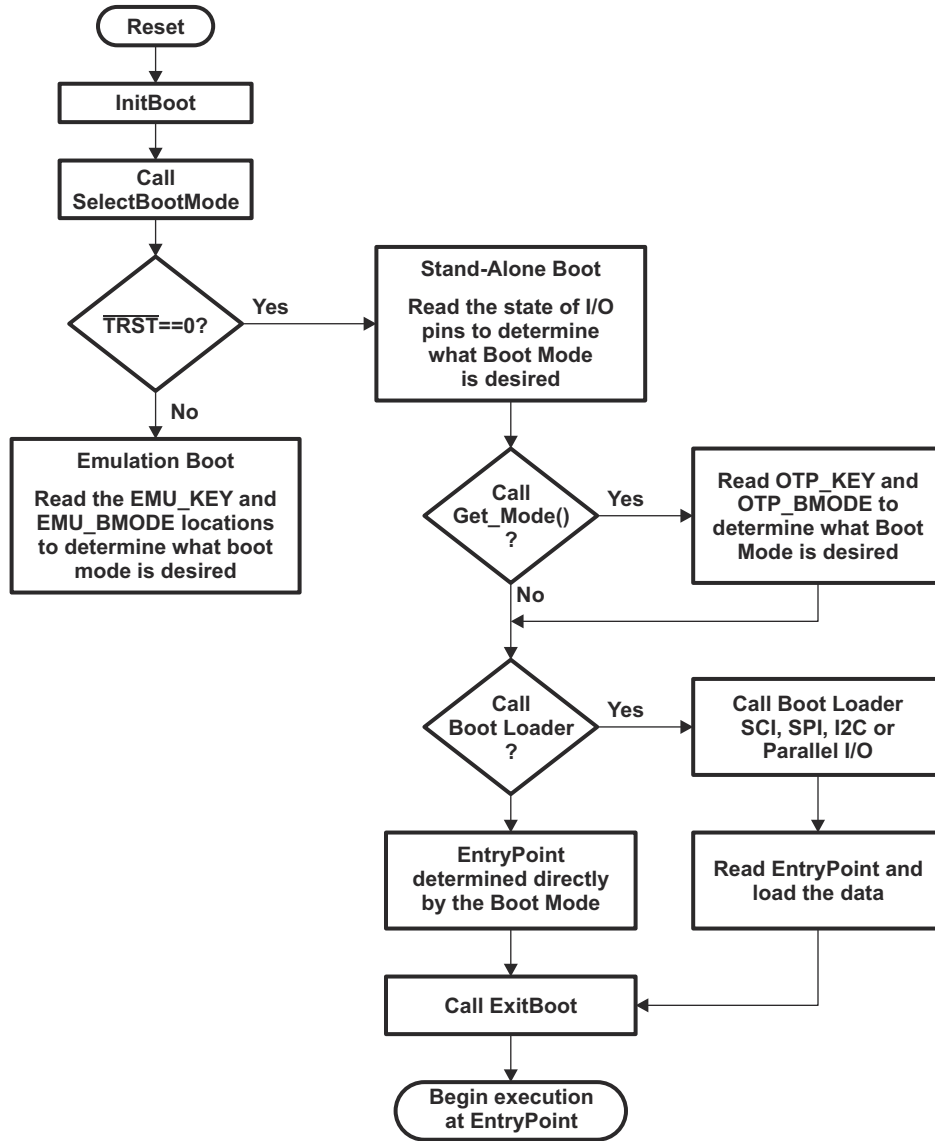 Reset
InitBoot
Call
SelectBootMode
TRST==0?
Yes
No
Stand-Alone Boot
Read the state of I/O
pins to determine
what Boot Mode
is desired
Emulation Boot
Read the EMU_KEY and
EMU_BMODE locations
to determine what boot
mode is desired
Call
Get_Mode()
?
Yes
No
Read OTP_KEY and
OTP_BMODE to
determine what Boot
Mode is desired
Call
Boot Loader
?
Yes
Call Boot Loader
SCI, SPI, I2C or
Parallel I/O
EntryPoint
determined directly
by the Boot Mode
Read EntryPoint and
load the data
Call ExitBoot
Begin execution
at EntryPoint